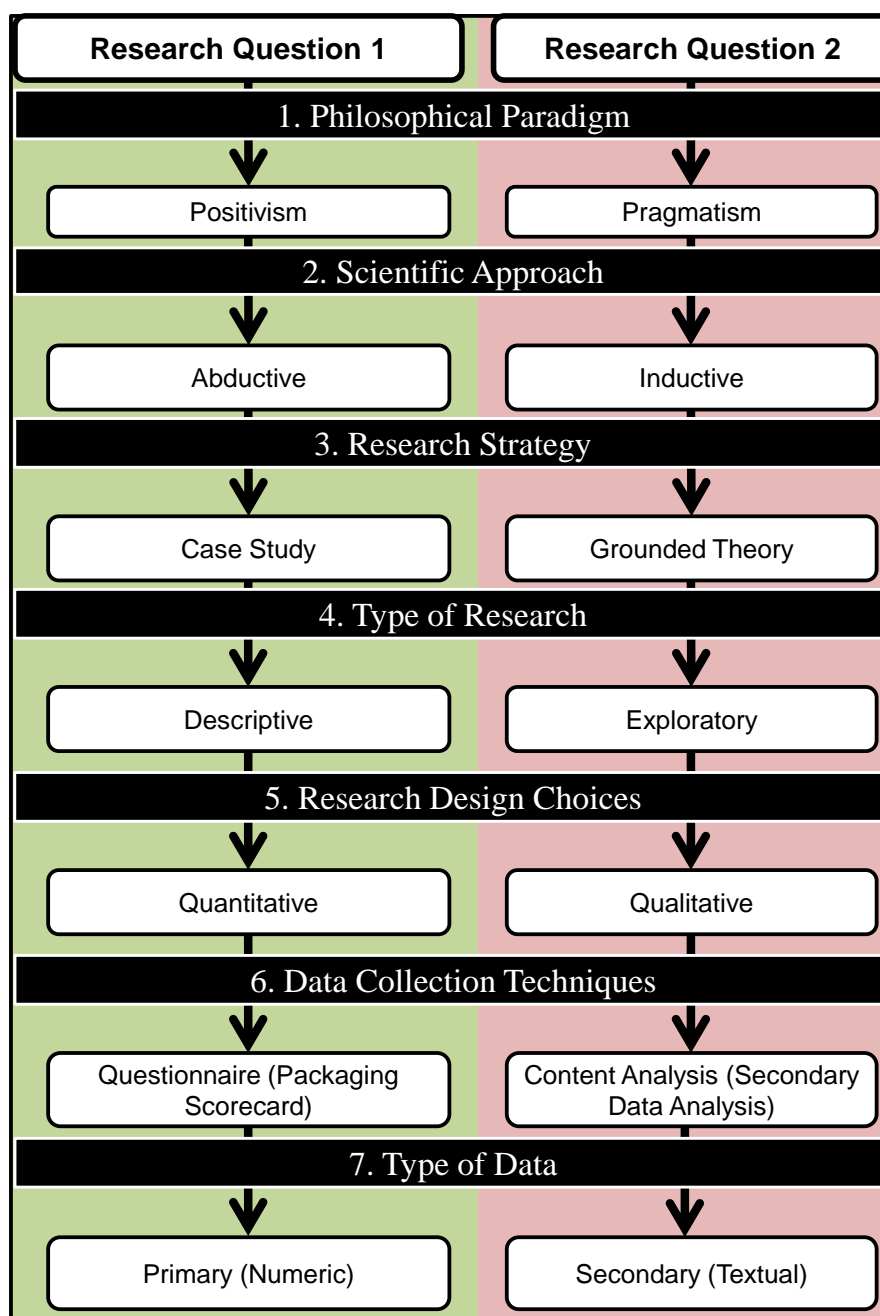 Research Question 1
Research Question 2
1. Philosophical Paradigm
Positivism
Pragmatism
2. Scientific Approach
Abductive
Inductive
3. Research Strategy
Case Study
Grounded Theory
4. Type of Research
Descriptive
Exploratory
5. Research Design Choices
Quantitative
Qualitative
6. Data Collection Techniques
Questionnaire (Packaging
Scorecard)
Content Analysis (Secondary
Data Analysis)
7. Type of Data
Primary (Numeric)
Secondary (Textual)